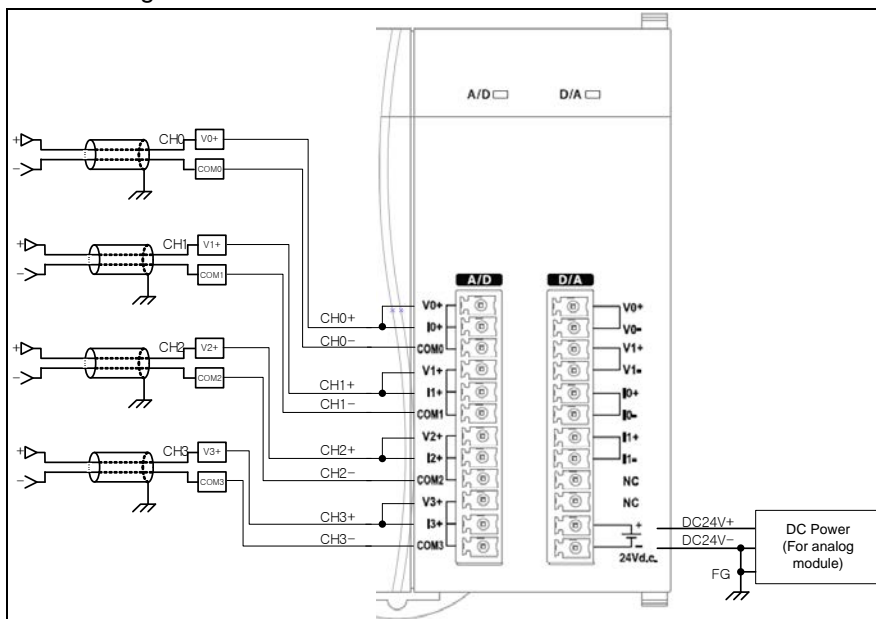 A/D D/A
CH0 V0+
+
- COM0
CH1 V1+
+
- COM1
CH2 V2+
+
- COM2
CH3 V3+
+
- COM3
CH0+
CH0-
CH1+
CH1-
CH2+
CH2-
CH3+
CH3-
A/D
V0+
I0+
COM0
V1+
I1+
COM1
V2+
I2+
COM2
V3+
I3+
COM3
D/A
V0+
V0-
V1+
V1-
I0+
I0-
I1+
I1-
NC
NC
+
-
24Vd.c.
DC24V+
DC24V-
FG
DC Power
(For analog
module)